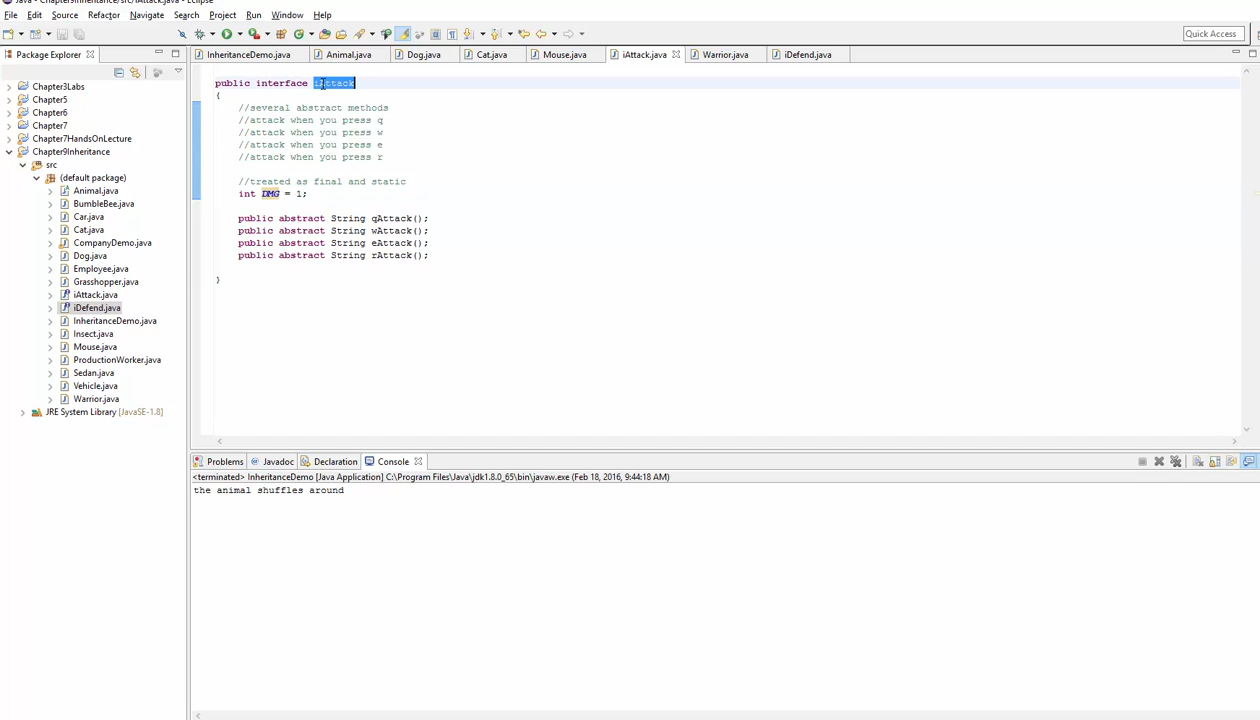 Java - Chapter9Inheritance/src/iAttack.java - Eclipse
File Edit Source Refactor Navigate Search Project Run Window Help
Quick Access
Package Explorer
InheritanceDemo.java Animal.java Dog.java Cat.java Mouse.java iAttack.java Warrior.java iDefend.java
Chapter3Labs
Chapter5
Chapter6
Chapter7
Chapter7HandsOnLecture
Chapter9Inheritance
src
(default package)
Animal.java
BumbleBee.java
Car.java
Cat.java
CompanyDemo.java
Dog.java
Employee.java
Grasshopper.java
iAttack.java
iDefend.java
InheritanceDemo.java
Insect.java
Mouse.java
ProductionWorker.java
Sedan.java
Vehicle.java
Warrior.java
JRE System Library [JavaSE-1.8]
public interface iAttack
{
//several abstract methods
//attack when you press q
//attack when you press w
//attack when you press e
//attack when you press r
//treated as final and static
int DMG = 1;
public abstract String qAttack();
public abstract String wAttack();
public abstract String eAttack();
public abstract String rAttack();
}
Problems Javadoc Declaration Console
<terminated> InheritanceDemo [Java Application] C:\Program Files\Java\jdk1.8.0_65\bin\javaw.exe (Feb 18, 2016, 9:44:18 AM)
the animal shuffles around